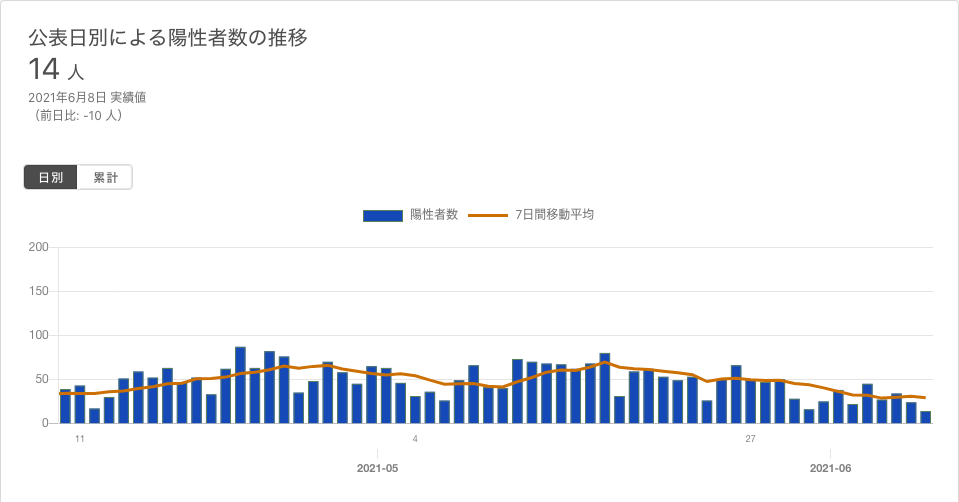 公表日別による陽性者数の推移
14 人
2021年6月8日 実績値
（前日比: -10 人）
日別 累計
陽性者数 7日間移動平均
200
150
100
50
0
11 4 27
2021-05 2021-06